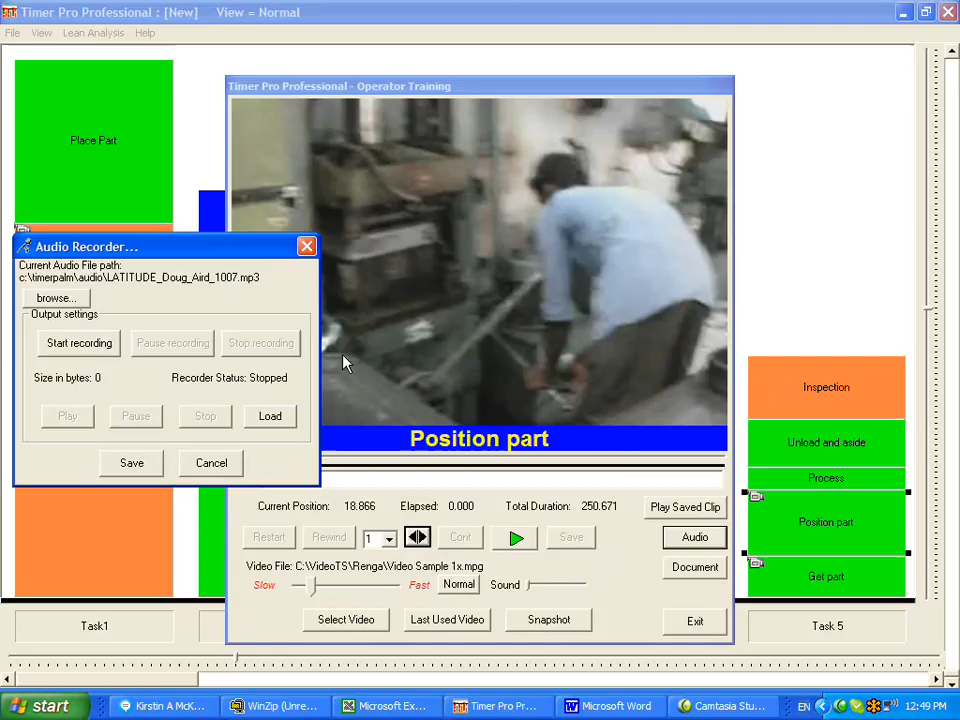 Timer Pro Professional : [New]     View = Normal
File View Lean Analysis Help
Place Part
Timer Pro Professional - Operator Training
Position part
Audio Recorder...
Current Audio File path:
c:\timerpalm\audio\LATITUDE_Doug_Aird_1007.mp3
browse...
Output settings
Start recording Pause recording Stop recording
Size in bytes: 0 Recorder Status: Stopped
Play Pause Stop Load
Save Cancel
Current Position: 18.866 Elapsed: 0.000 Total Duration: 250.671 Play Saved Clip
Restart Rewind 1 Cont Save Audio
Video File: C:\VideoTS\Renga\Video Sample 1x.mpg Document
Slow Fast Normal Sound
Select Video Last Used Video Snapshot Exit
Inspection
Unload and aside
Process
Position part
Get part
Task1 Task 5
start Kirstin A McK... WinZip (Unre... Microsoft Ex... Timer Pro Pr... Microsoft Word Camtasia Stu... EN 12:49 PM